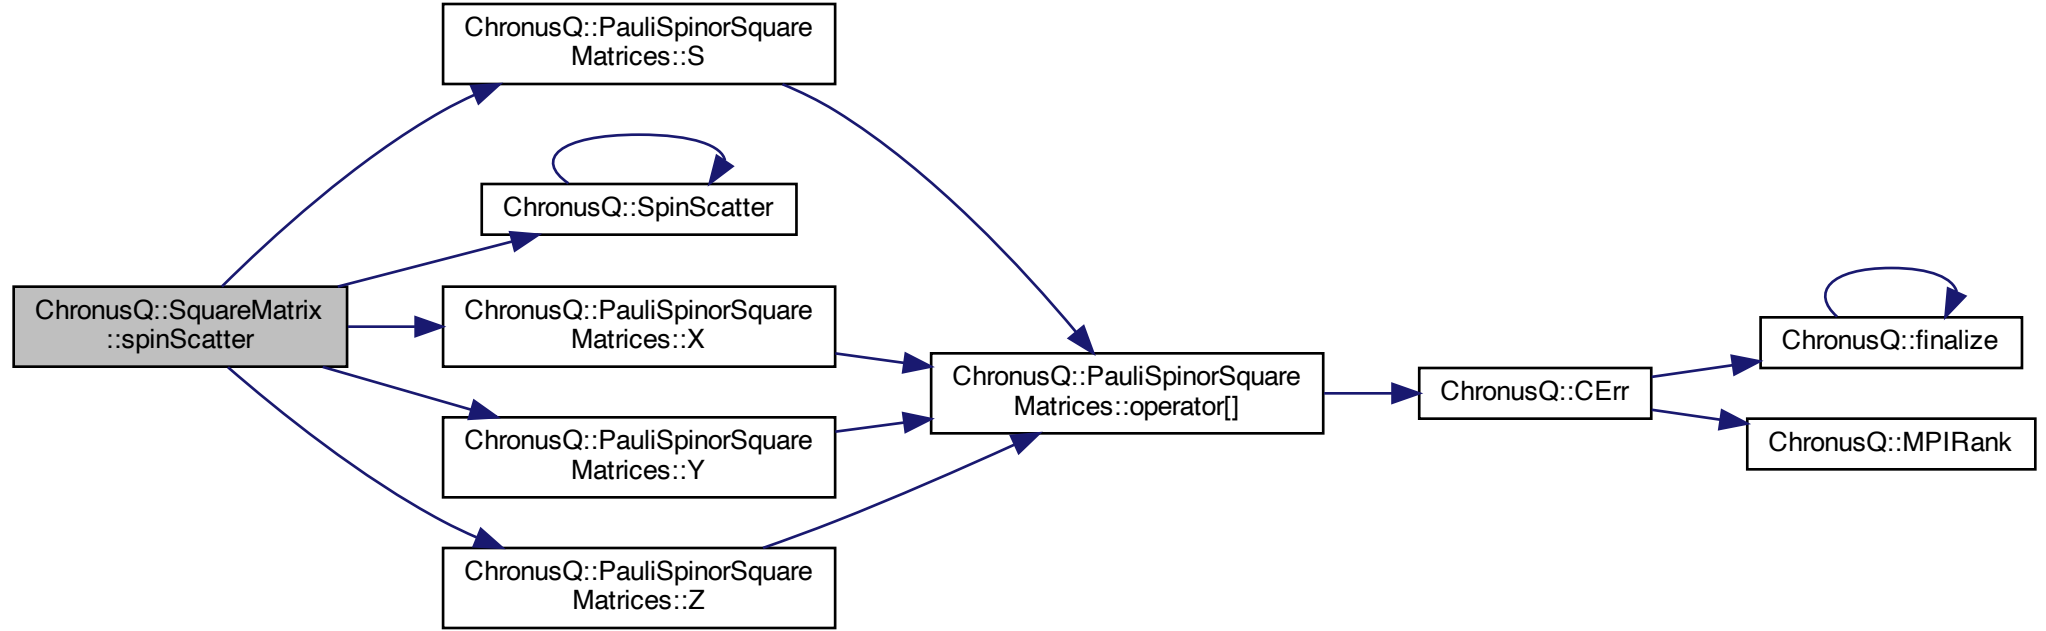 ChronusQ::PauliSpinorSquare
Matrices::S
ChronusQ::SpinScatter
ChronusQ::SquareMatrix
::spinScatter
ChronusQ::PauliSpinorSquare
Matrices::X
ChronusQ::PauliSpinorSquare
Matrices::Y
ChronusQ::PauliSpinorSquare
Matrices::Z
ChronusQ::PauliSpinorSquare
Matrices::operator[]
ChronusQ::CErr
ChronusQ::finalize
ChronusQ::MPIRank